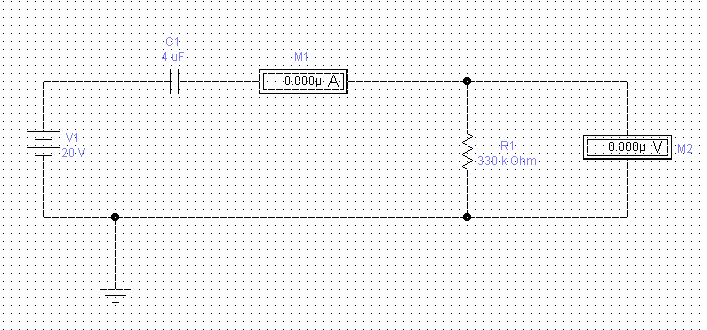 C1
4 uF
M1
0.000µ A
V1
20 V
R1
330 k Ohm
0.000µ V
M2